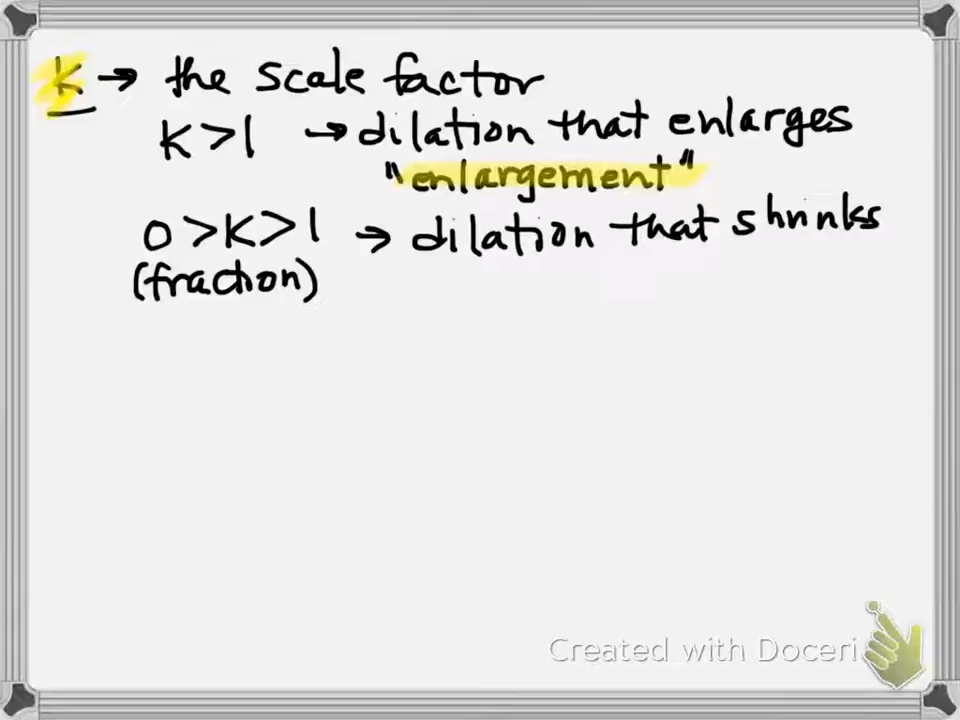 k → the scale factor
k > 1 → dilation that enlarges
"enlargement"
0 > k > 1 → dilation that shrinks
(fraction)
Created with Doceri